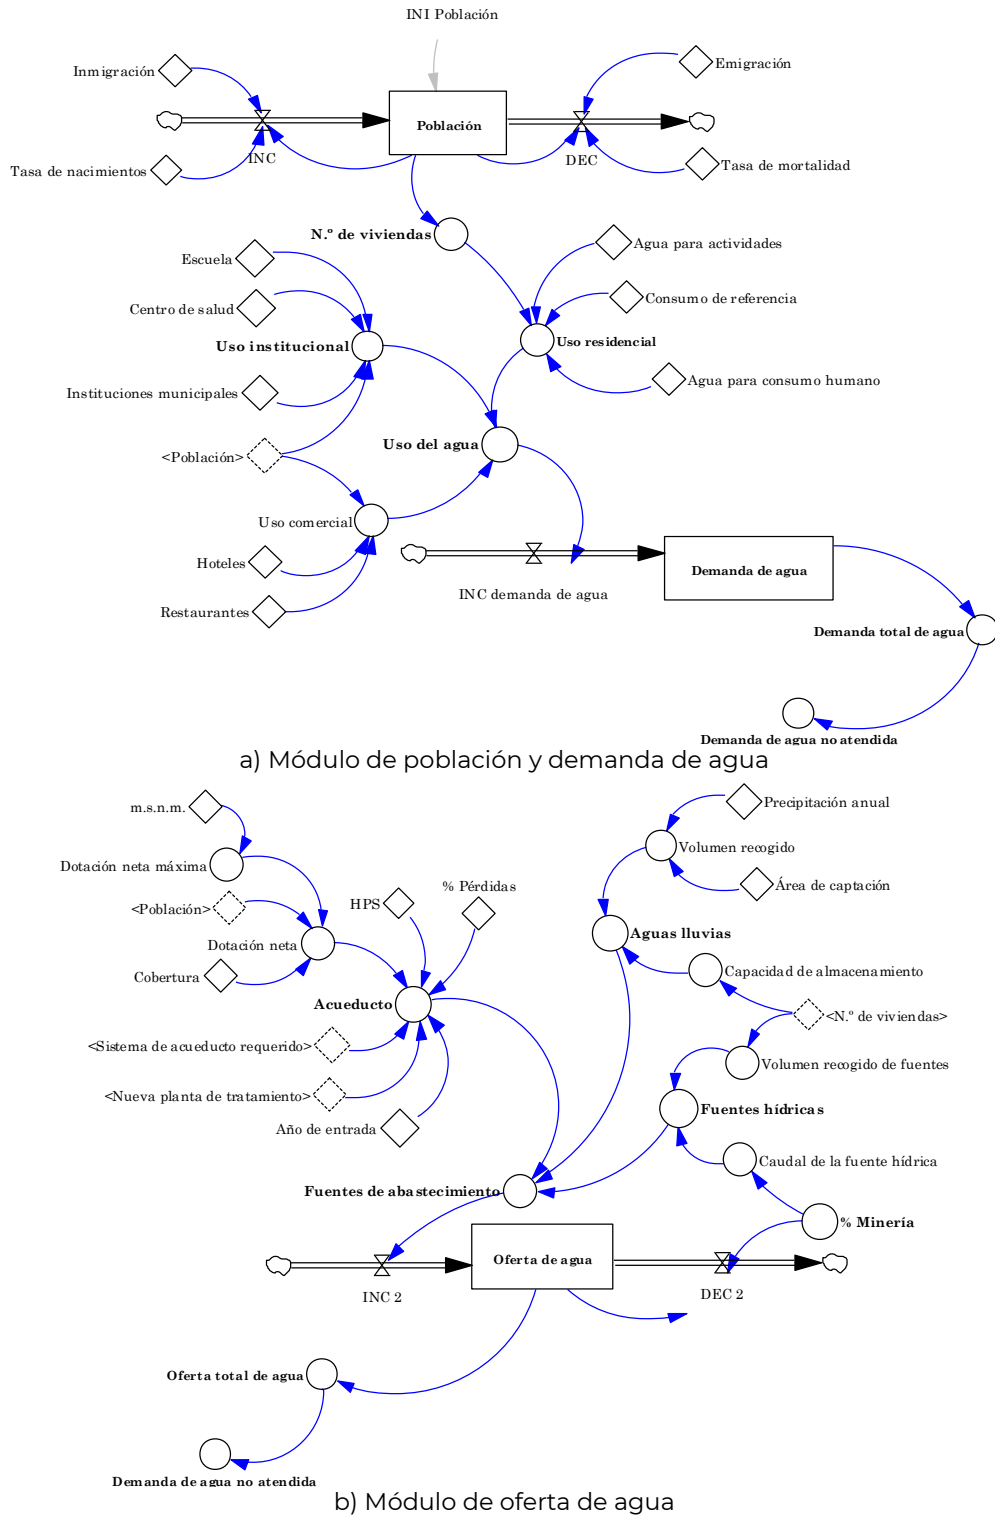 INI Población
Inmigración
Emigración
Población
INC
DEC
Tasa de nacimientos
Tasa de mortalidad
N.º de viviendas
Escuela
Agua para actividades
Centro de salud
Consumo de referencia
Uso institucional
Uso residencial
Instituciones municipales
Agua para consumo humano
Uso del agua
<Población>
Uso comercial
Hoteles
Demanda de agua
INC demanda de agua
Restaurantes
Demanda total de agua
Demanda de agua no atendida
a) Módulo de población y demanda de agua
m.s.n.m.
Precipitación anual
Dotación neta máxima
Volumen recogido
% Pérdidas
HPS
Área de captación
<Población>
Dotación neta
Aguas lluvias
Cobertura
Capacidad de almacenamiento
Acueducto
<N.º de viviendas>
<Sistema de acueducto requerido>
Volumen recogido de fuentes
<Nueva planta de tratamiento>
Fuentes hídricas
Año de entrada
Caudal de la fuente hídrica
Fuentes de abastecimiento
% Minería
Oferta de agua
INC 2
DEC 2
Oferta total de agua
Demanda de agua no atendida
b) Módulo de oferta de agua